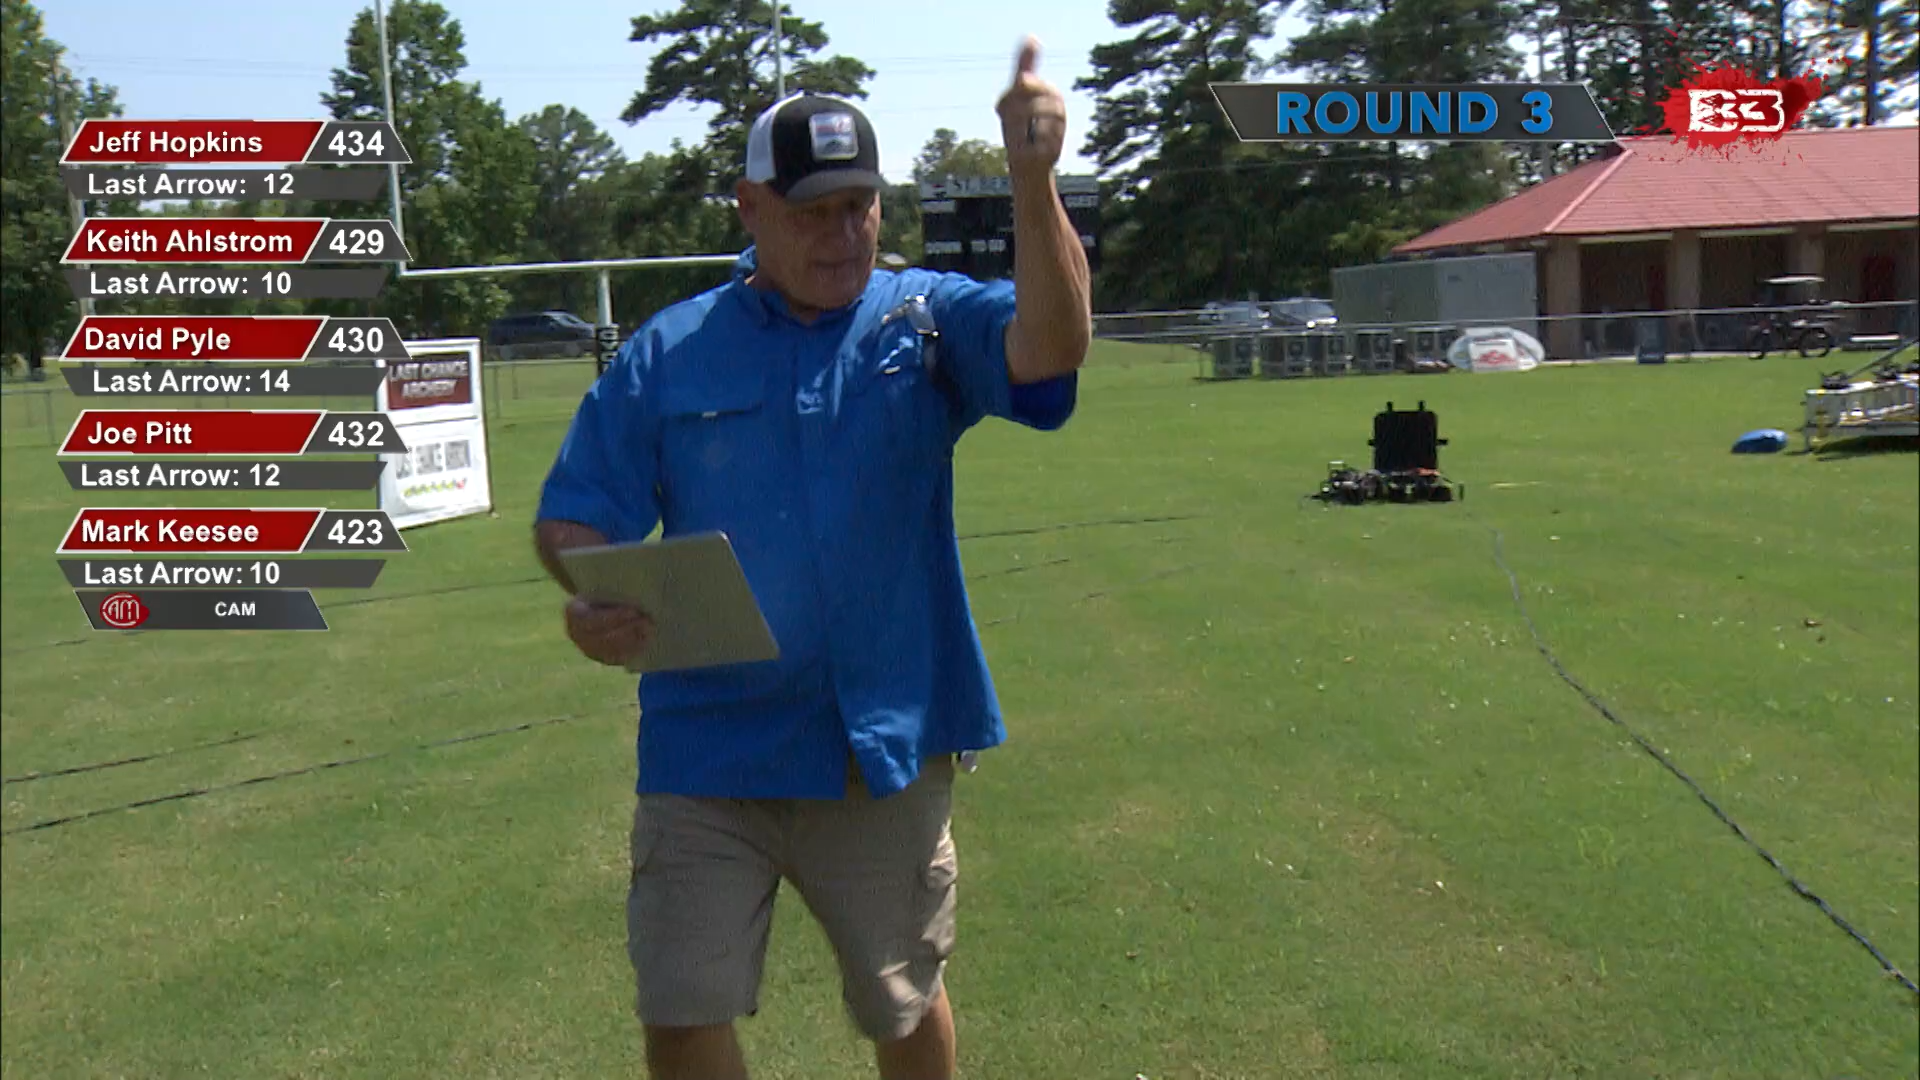 Jeff Hopkins 434
Last Arrow: 12
Keith Ahlstrom 429
Last Arrow: 10
David Pyle 430
Last Arrow: 14
Joe Pitt 432
Last Arrow: 12
Mark Keesee 423
Last Arrow: 10
CAM CAM
ROUND 3
B3
LAST CHANCE
ARCHERY